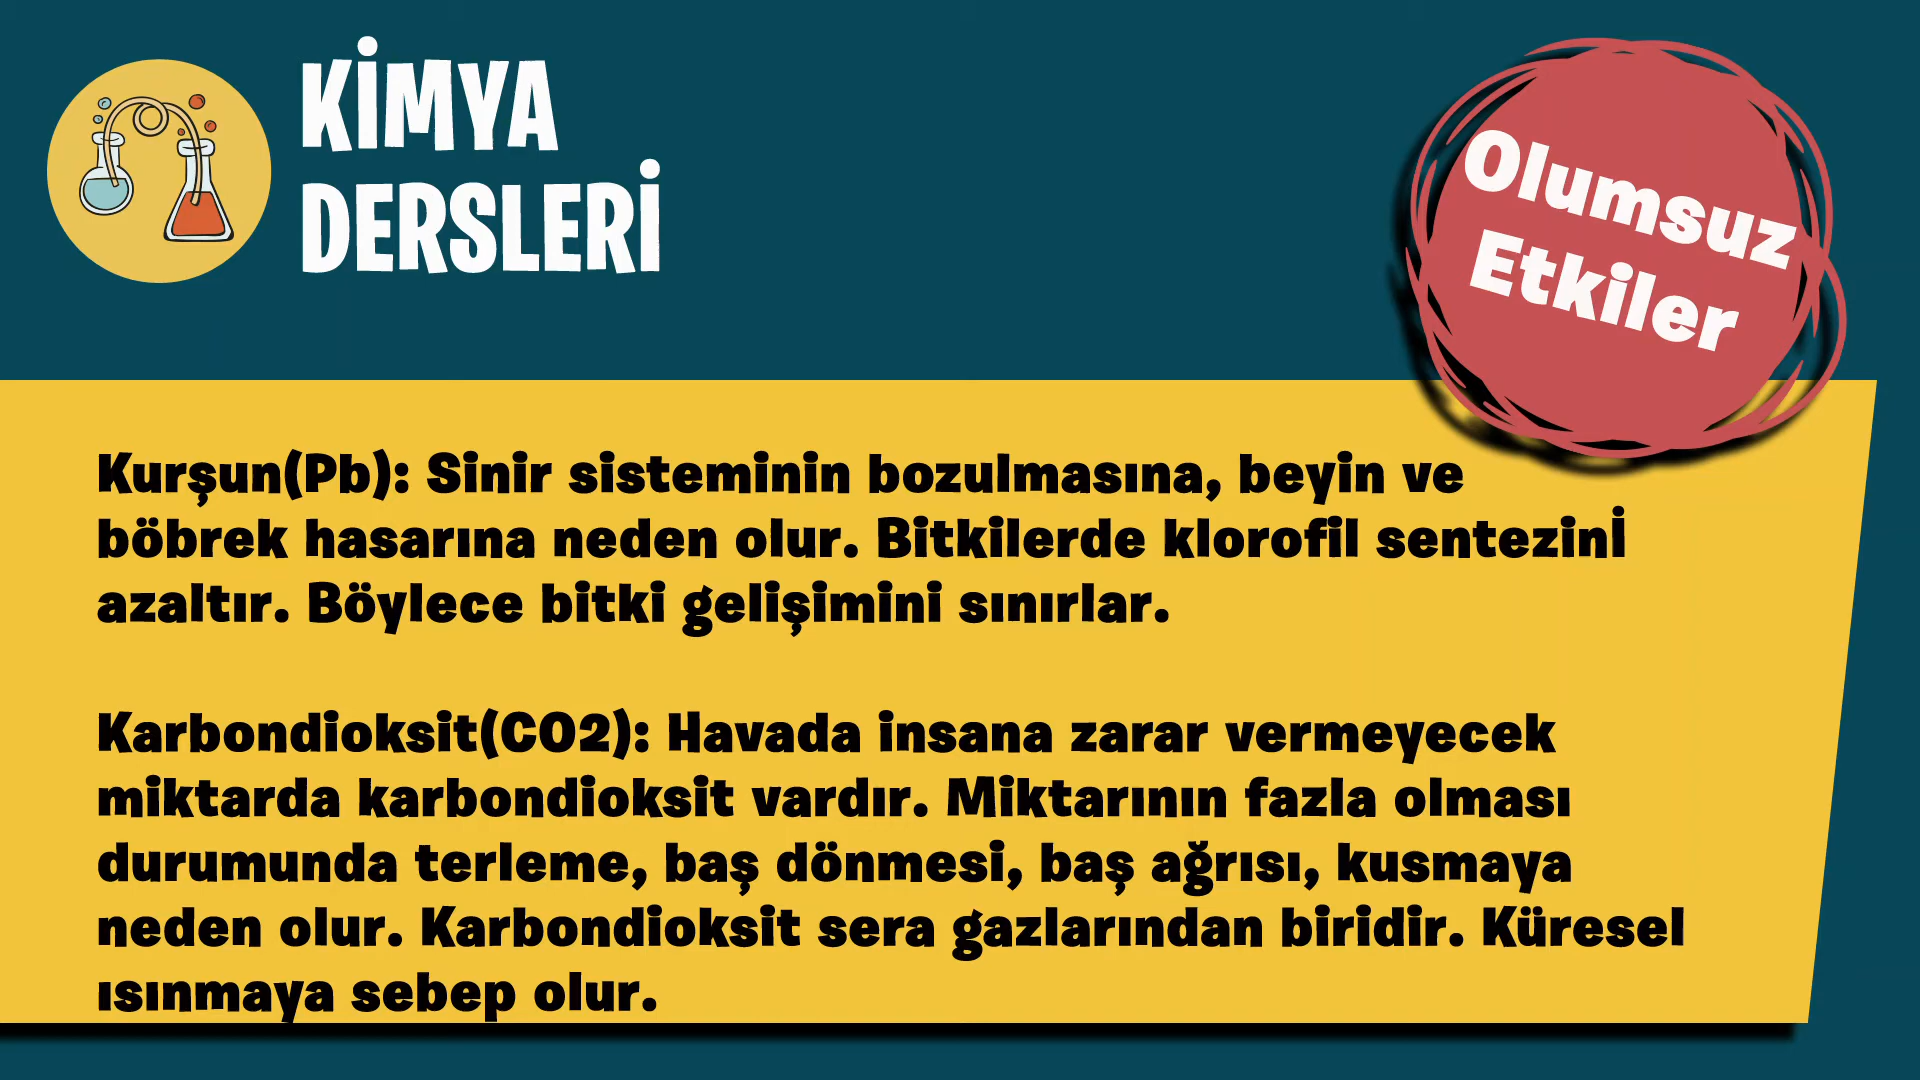 KİMYA
DERSLERİ
Olumsuz
Etkiler
Kurşun(Pb): Sinir sisteminin bozulmasına, beyin ve
böbrek hasarına neden olur. Bitkilerde klorofil sentezinİ
azaltır. Böylece bitki gelişimini sınırlar.
Karbondioksit(CO2): Havada insana zarar vermeyecek
miktarda karbondioksit vardır. Miktarının fazla olması
durumunda terleme, baş dönmesi, baş ağrısı, kusmaya
neden olur. Karbondioksit sera gazlarından biridir. Küresel
ısınmaya sebep olur.